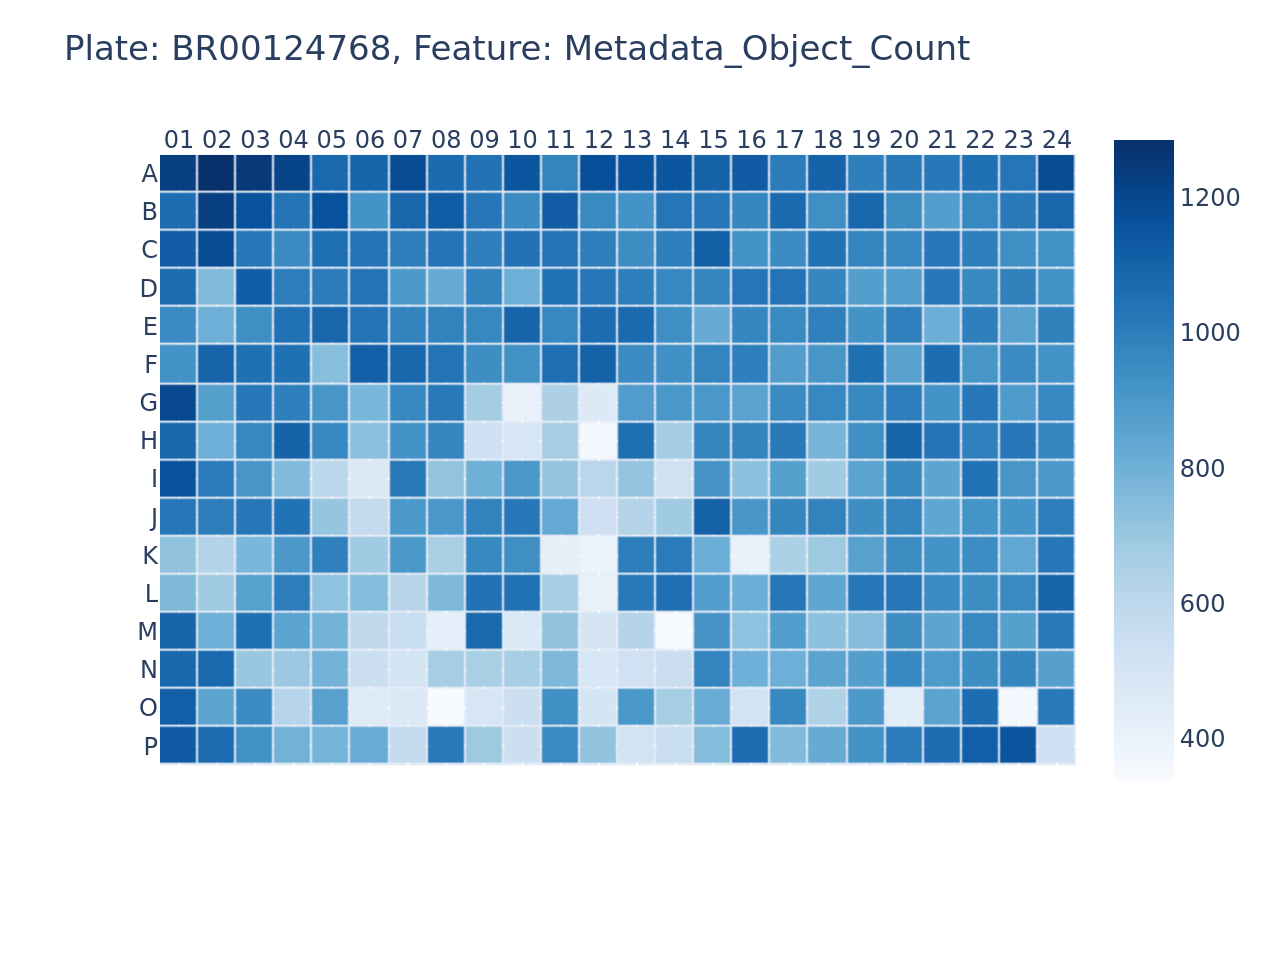 Plate: BR00124768, Feature: Metadata_Object_Count
01 02 03 04 05 06 07 08 09 10 11 12 13 14 15 16 17 18 19 20 21 22 23 24
A
B
C
D
E
F
G
H
I
J
K
L
M
N
O
P
1200
1000
800
600
400